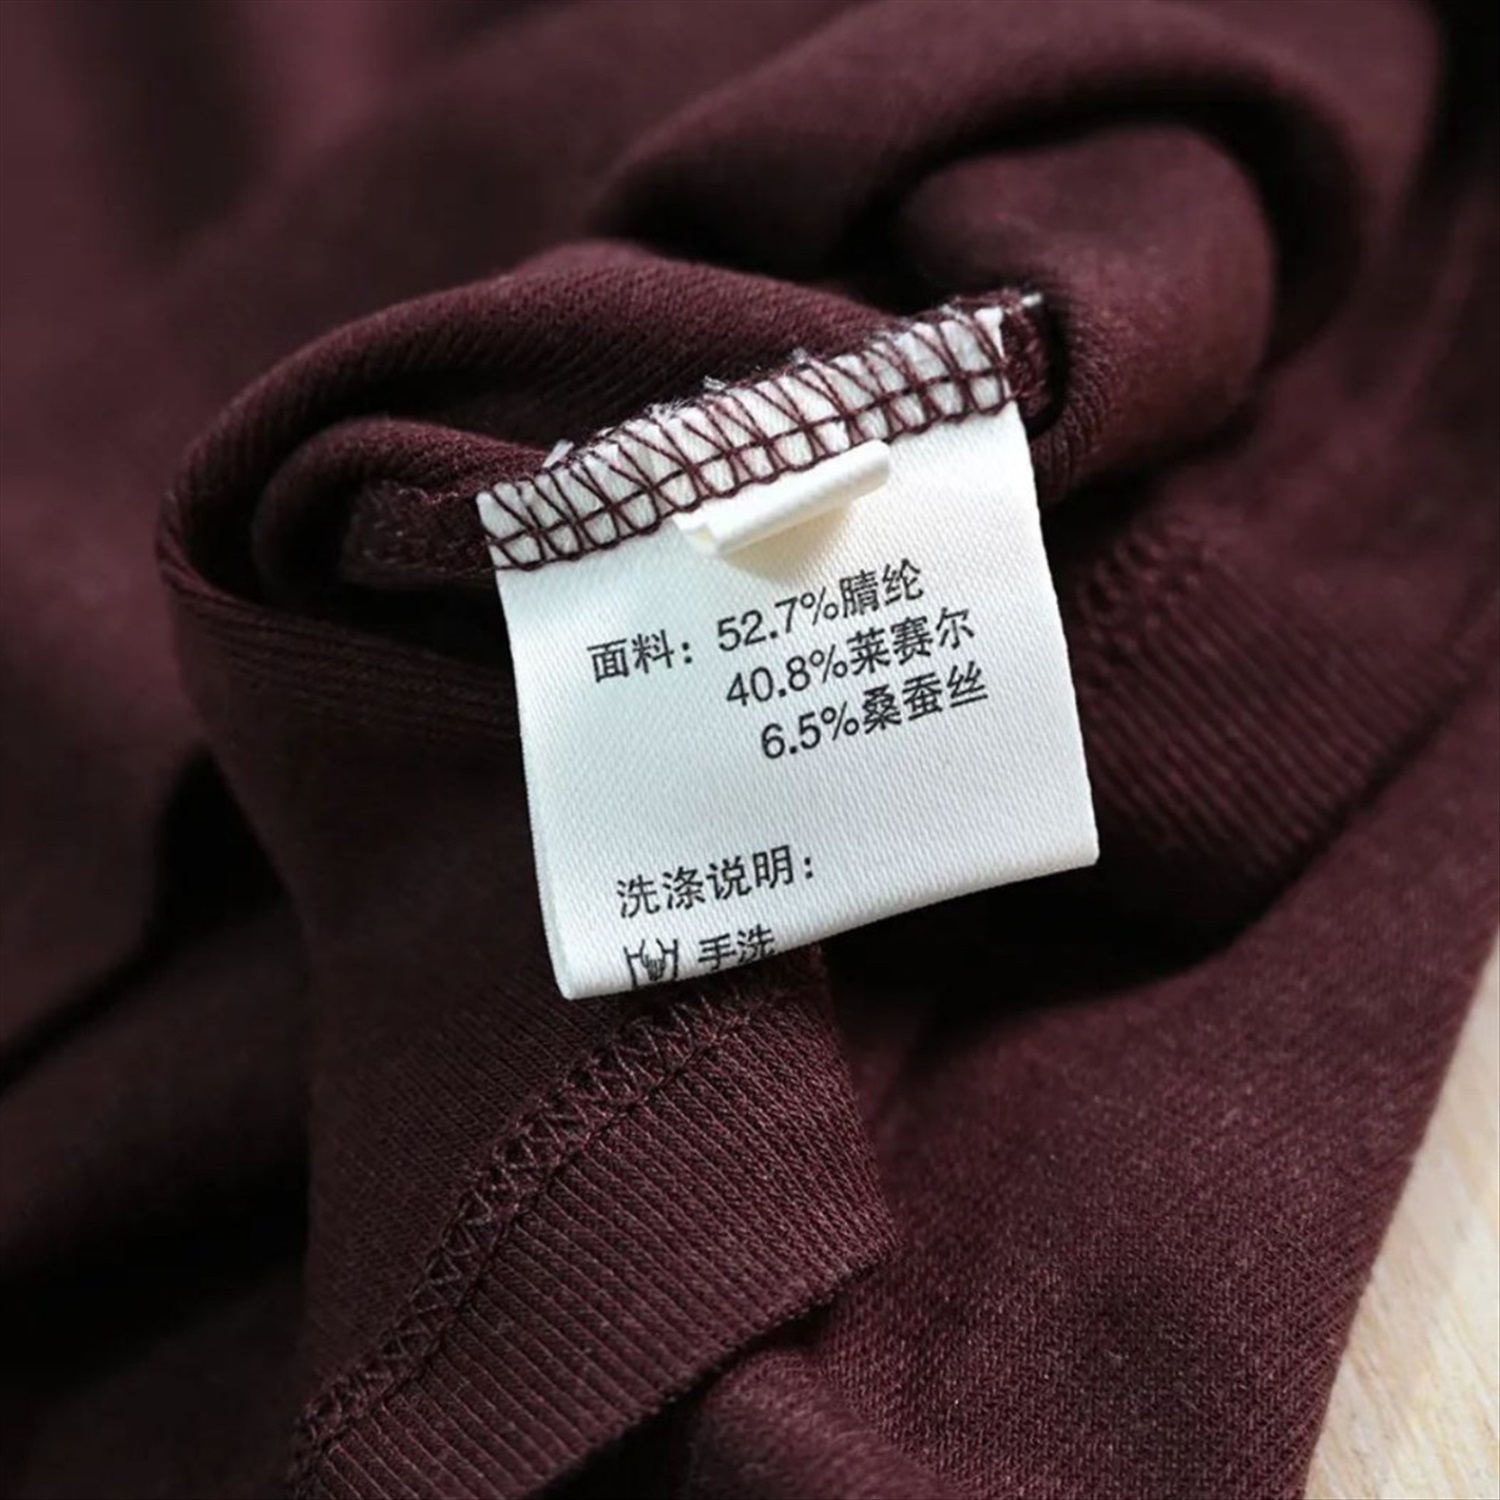 面料：52.7%腈纶
40.8%莱赛尔
6.5%桑蚕丝
洗涤说明：
手洗